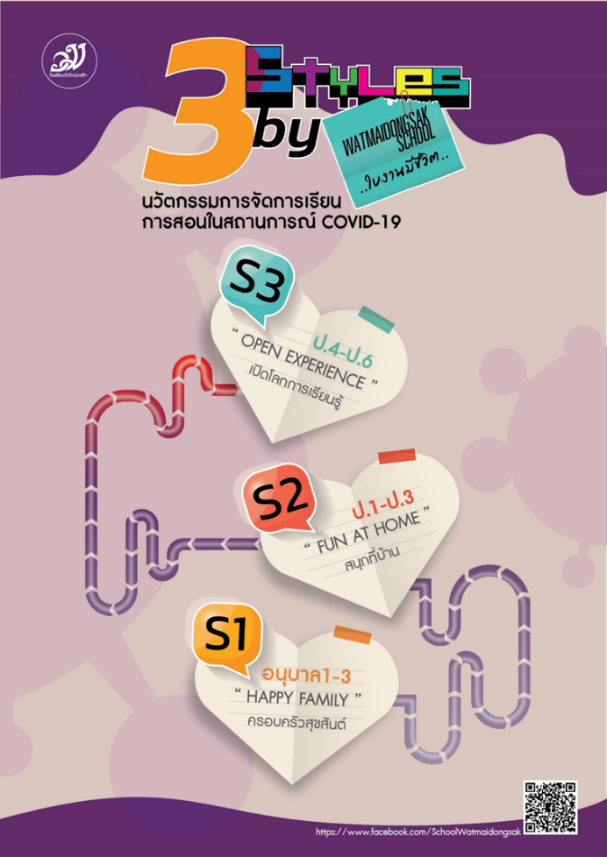 3 STYLES
by
WATMAIDONGSAK
SCHOOL
..ใบงานมีชีวิต..
นวัตกรรมการจัดการเรียน
การสอนในสถานการณ์ COVID-19
S3
ป.4-ป.6
“ OPEN EXPERIENCE ”
เปิดโลกการเรียนรู้
S2
ป.1-ป.3
“ FUN AT HOME ”
สนุกที่บ้าน
S1
อนุบาล1-3
“ HAPPY FAMILY ”
ครอบครัวสุขสันต์
https://www.facebook.com/SchoolWatmaidongsak